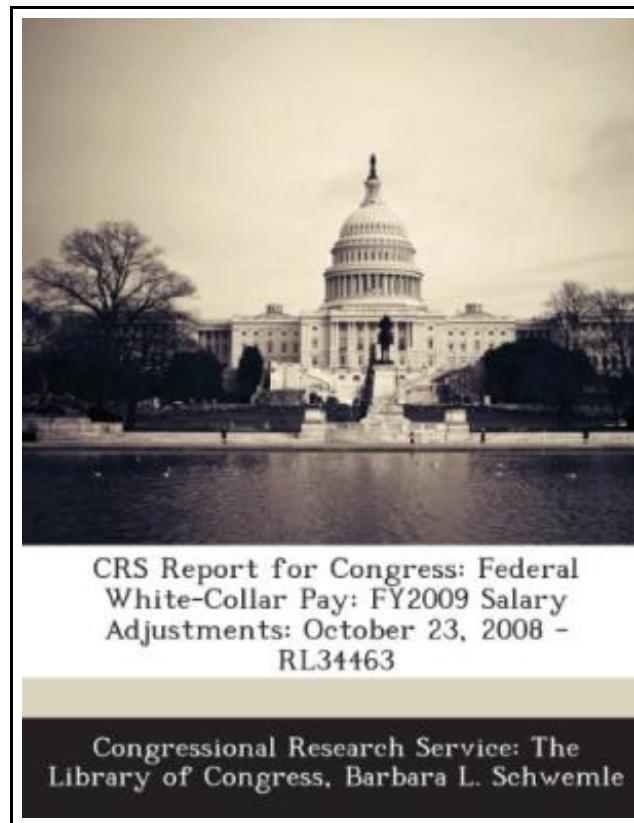 CRS Report for Congress: Federal
White-Collar Pay: FY2009 Salary
Adjustments: October 23, 2008 -
RL34463
Congressional Research Service: The
Library of Congress, Barbara L. Schwemle